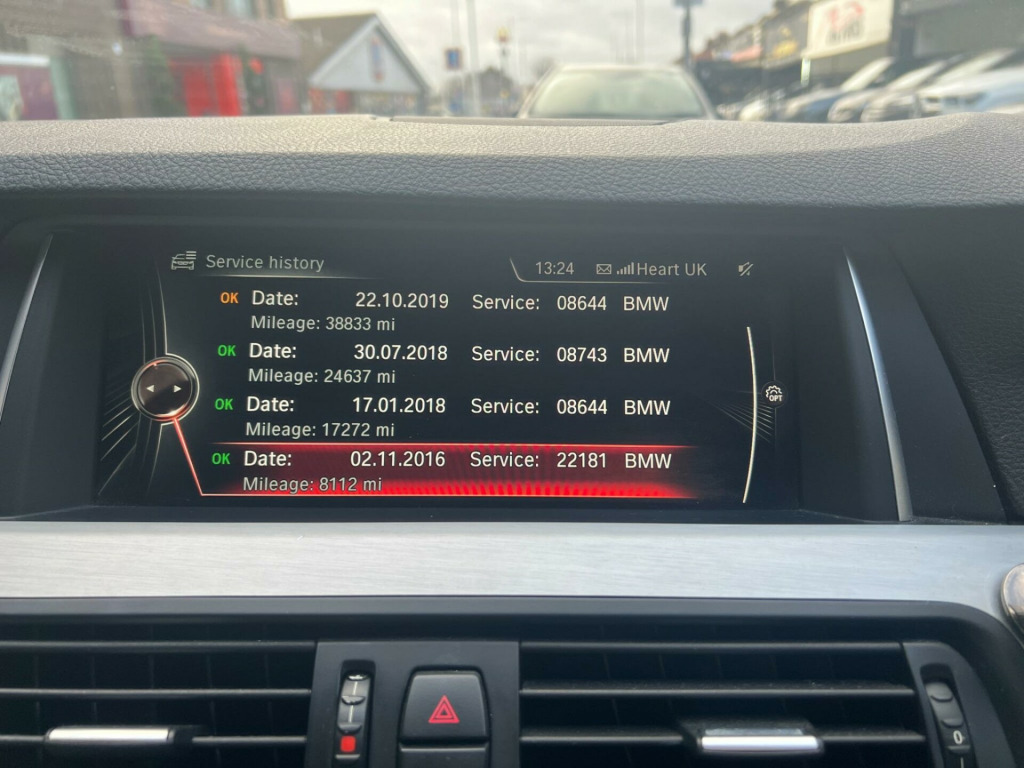 Service history
13:24 Heart UK
OK Date: 22.10.2019 Service: 08644 BMW
Mileage: 38833 mi
OK Date: 30.07.2018 Service: 08743 BMW
Mileage: 24637 mi
OPT
OK Date: 17.01.2018 Service: 08644 BMW
Mileage: 17272 mi
OK Date: 02.11.2016 Service: 22181 BMW
Mileage: 8112 mi
0